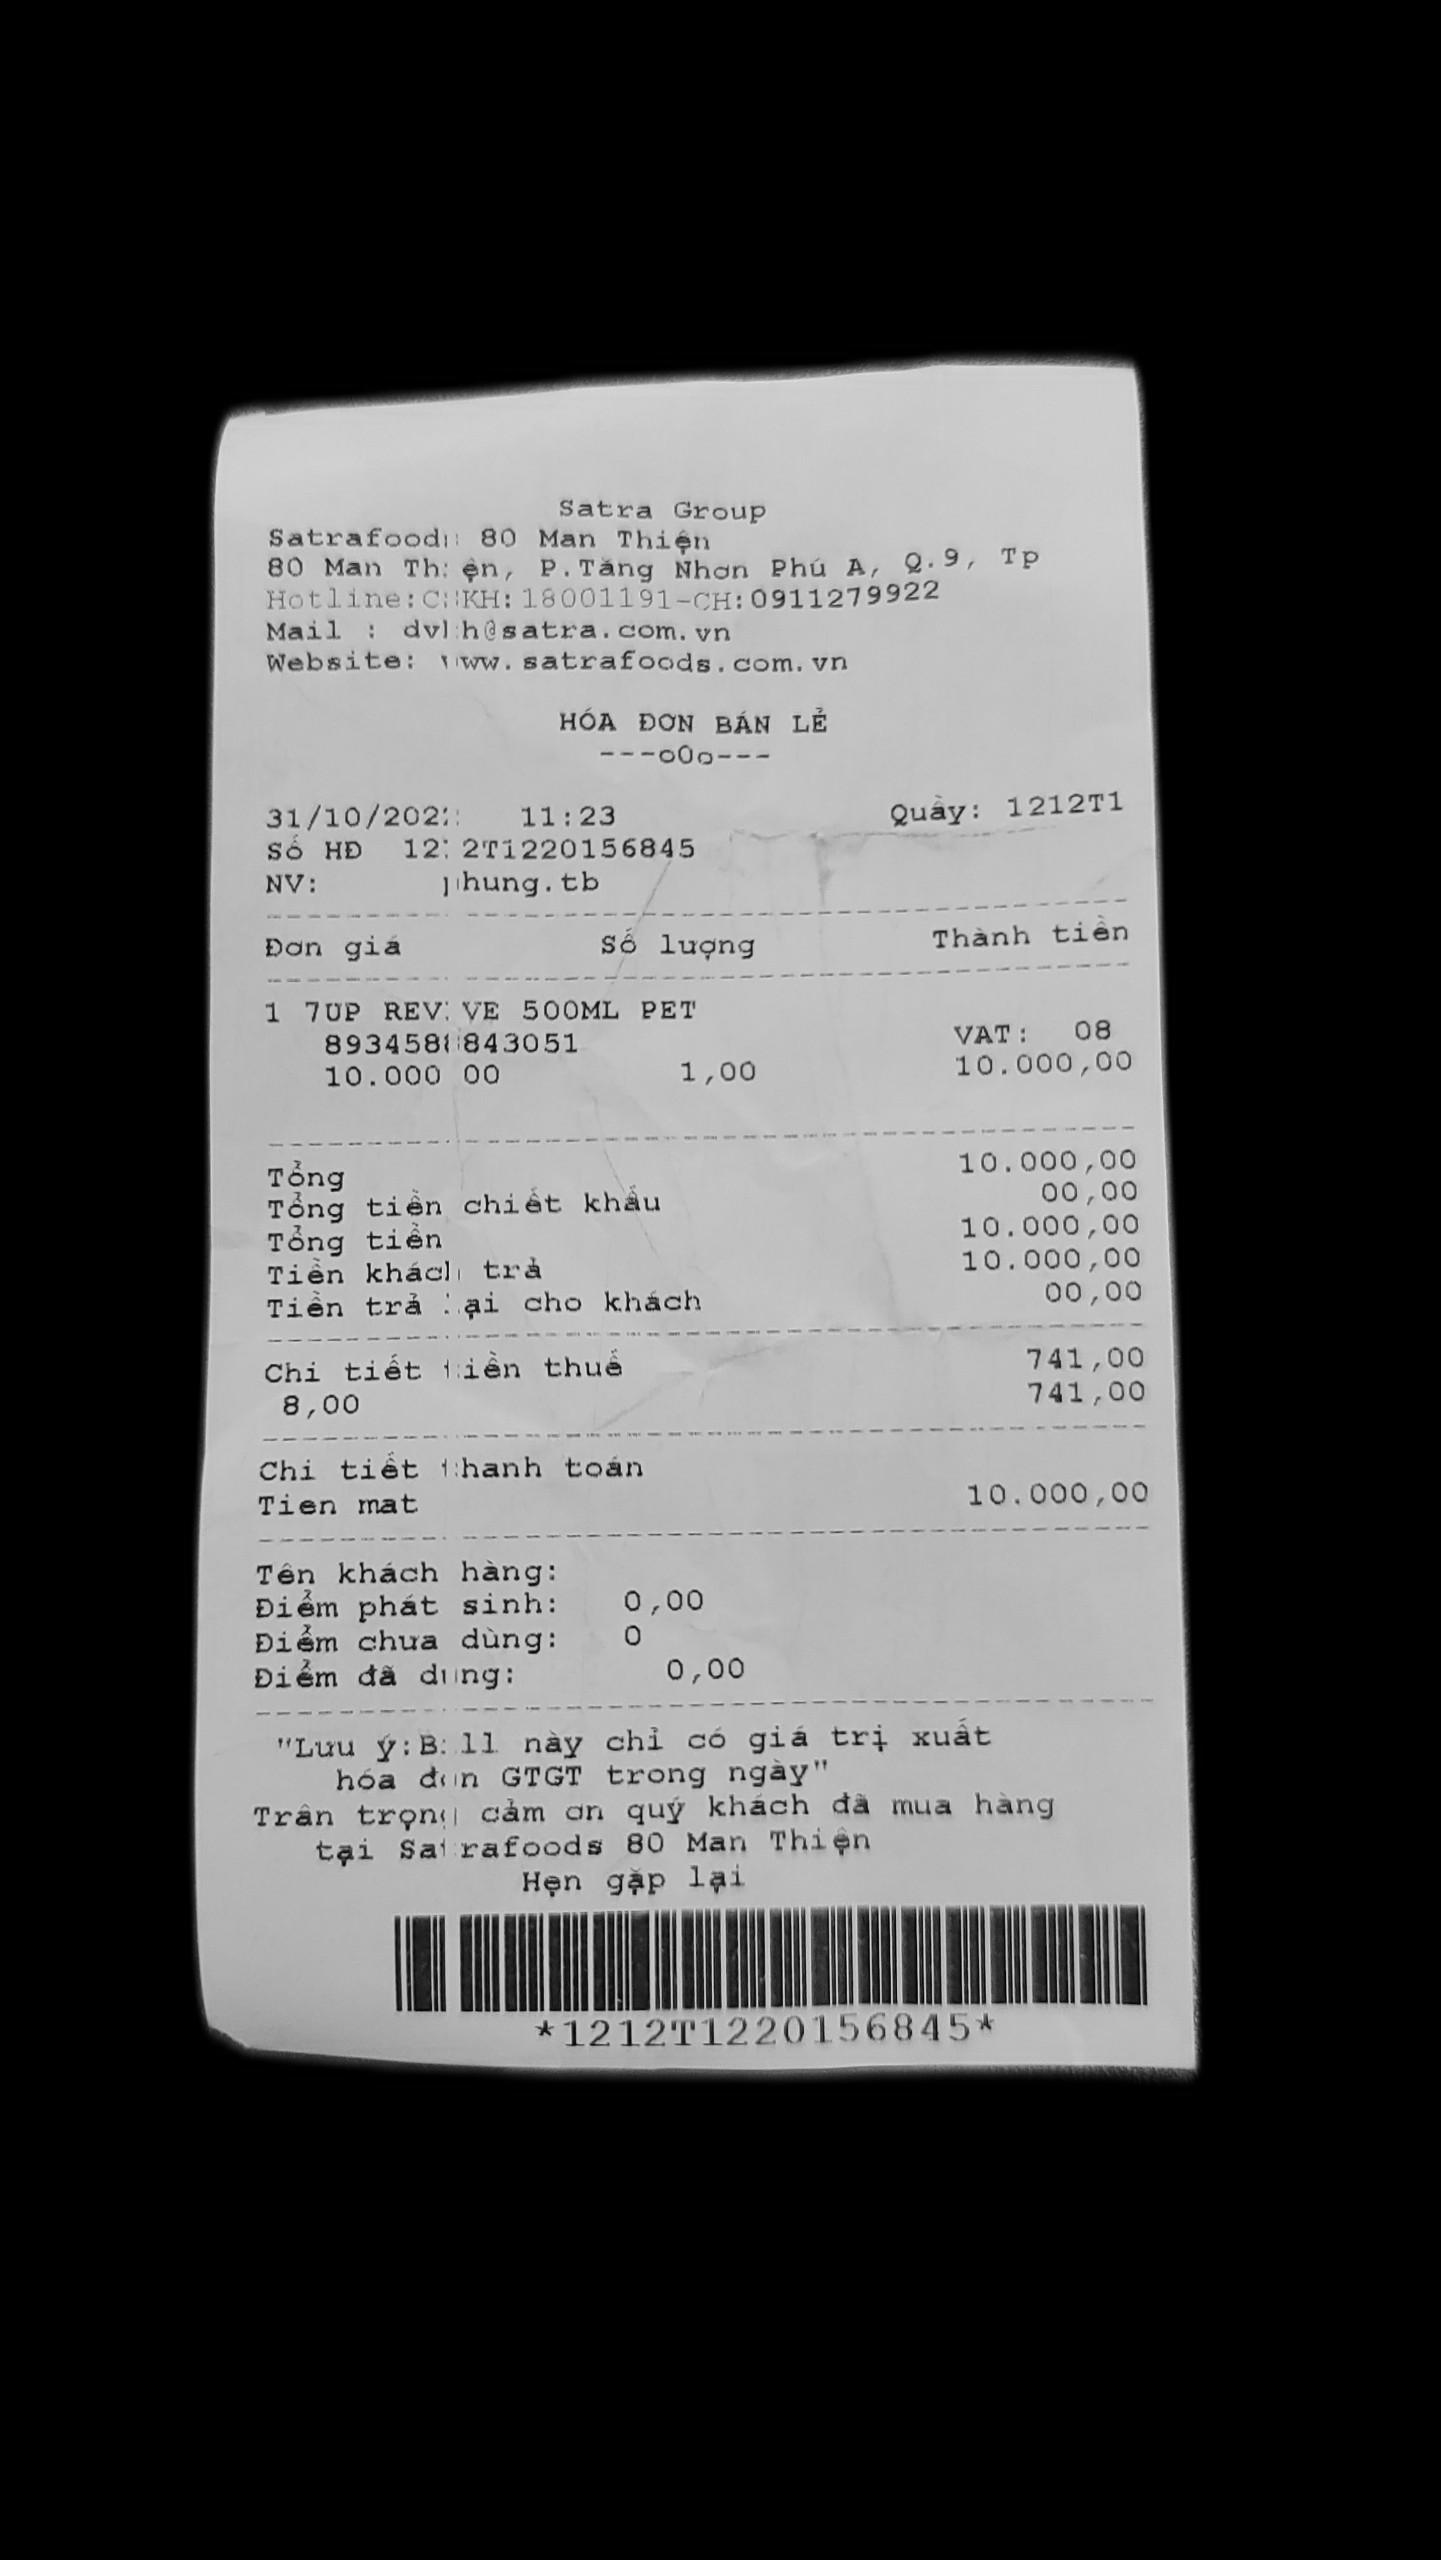 Satra Group
Satrafoods 80 Man Thiện
80 Man Thiện, P.Tăng Nhơn Phú A, Q.9, Tp
Hotline:CSKH:18001191-CH:0911279922
Mail : dvkh@satra.com.vn
Website: www.satrafoods.com.vn
HÓA ĐƠN BÁN LẺ
---oOo---
11:23 Quầy: 1212T1
Số HĐ 1212T1220156845
NV: phung.tb
Đơn giá Số lượng Thành tiền
1 7UP REVIVE 500ML PET
8934588843051 VAT: 08
10.000,00 1,00 10.000,00
Tổng 10.000,00
Tổng tiền chiết khấu 00,00
Tổng tiền 10.000,00
Tiền khách trả 10.000,00
Tiền trả lại cho khách 00,00
Chi tiết tiền thuế 741,00
8,00 741,00
Chi tiết thanh toán
Tien mat 10.000,00
Tên khách hàng:
Điểm phát sinh: 0,00
Điểm chưa dùng: 0
Điểm đã dùng: 0,00
"Lưu ý:Bill này chỉ có giá trị xuất
hóa đơn GTGT trong ngày"
Trân trọng cảm ơn quý khách đã mua hàng
tại Satrafoods 80 Man Thiện
Hẹn gặp lại
*1212T1220156845*